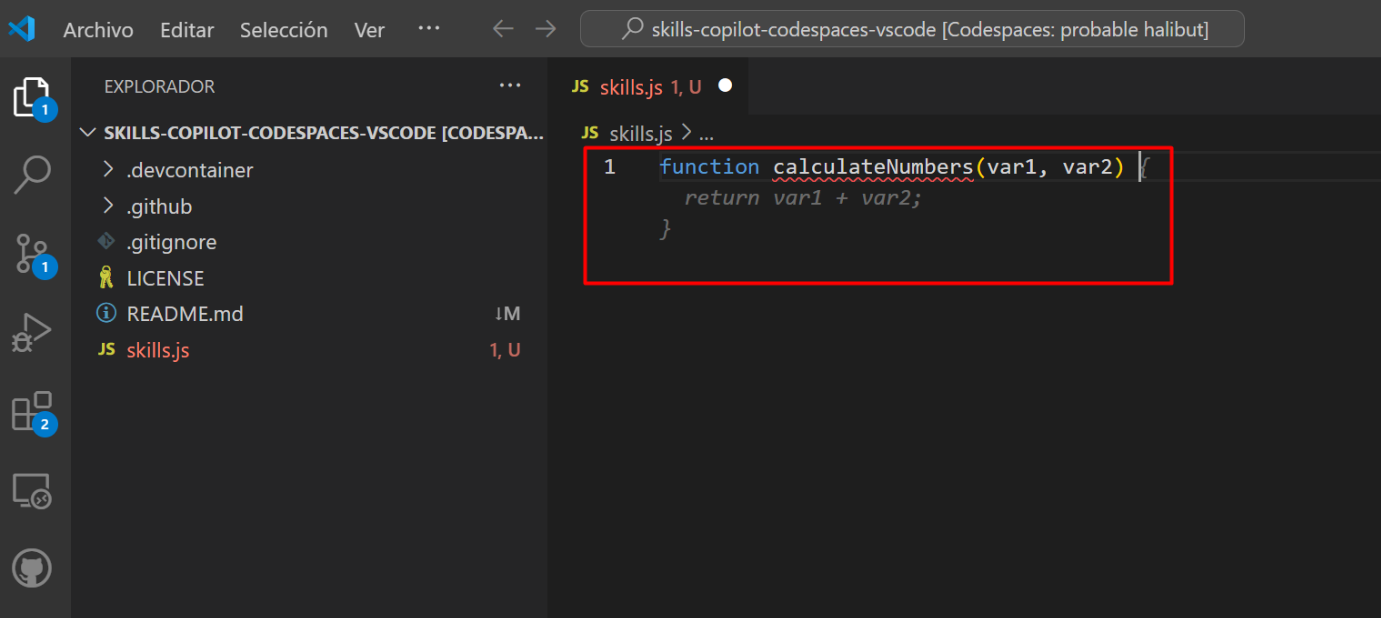 Archivo Editar Selección Ver ···
skills-copilot-codespaces-vscode [Codespaces: probable halibut]
EXPLORADOR ···
SKILLS-COPILOT-CODESPACES-VSCODE [CODESPA...
.devcontainer
.github
.gitignore
LICENSE
README.md ↓M
JS skills.js 1, U
1
1
2
JS skills.js 1, U
JS skills.js > ...
1 function calculateNumbers(var1, var2) {
return var1 + var2;
}